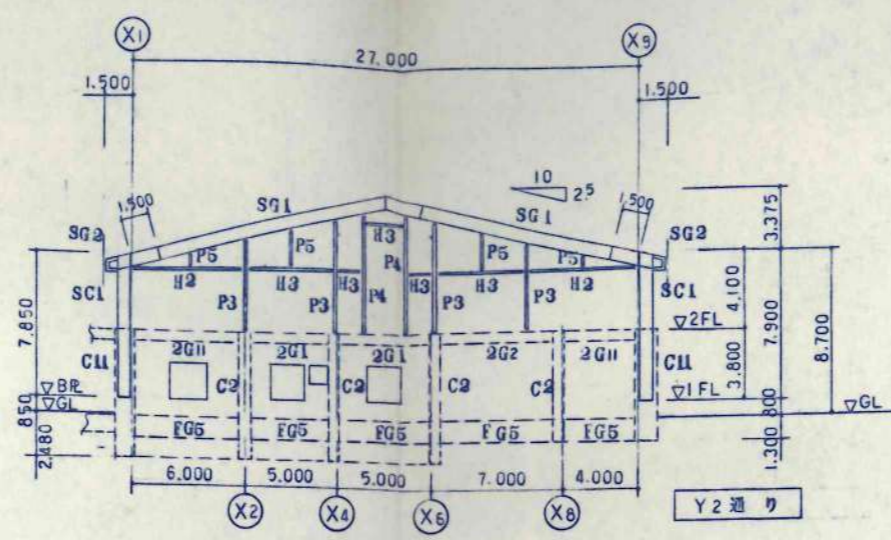 X1
X9
27.000
1.500
1.500
10
2.5
1.500
1.500
SG1
SG1
SG2
SG2
3.375
P5
P5
H3
P4
P5
P5
H2
H3
H3
H3
H3
H2
SC1
SC1
P3
P3
P4
P3
P3
7.850
4.100
7.900
8.700
▽2FL
2G11
2G1
2G1
2G2
2G11
C11
C2
C2
C2
C2
C11
3.800
▽BPL
▽1FL
▽GL
▽GL
850
800
FG5
FG5
FG5
FG5
FG5
2.480
1.300
6.000
5.000
5.000
7.000
4.000
X2
X4
X6
X8
Y2通り